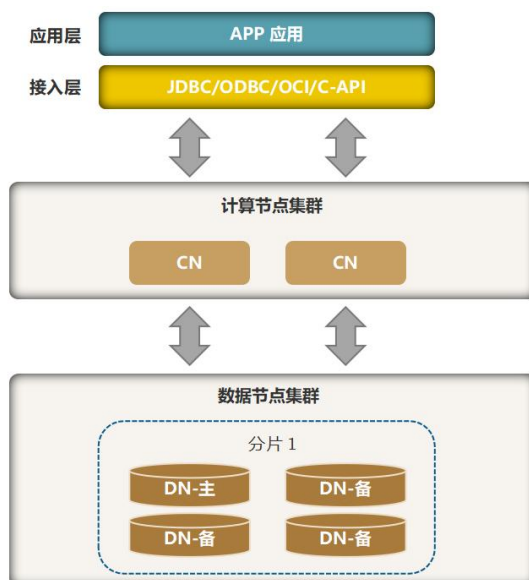 应用层 APP 应用
接入层 JDBC/ODBC/OCI/C-API
计算节点集群
CN CN
数据节点集群
分片 1
DN-主 DN-备
DN-备 DN-备